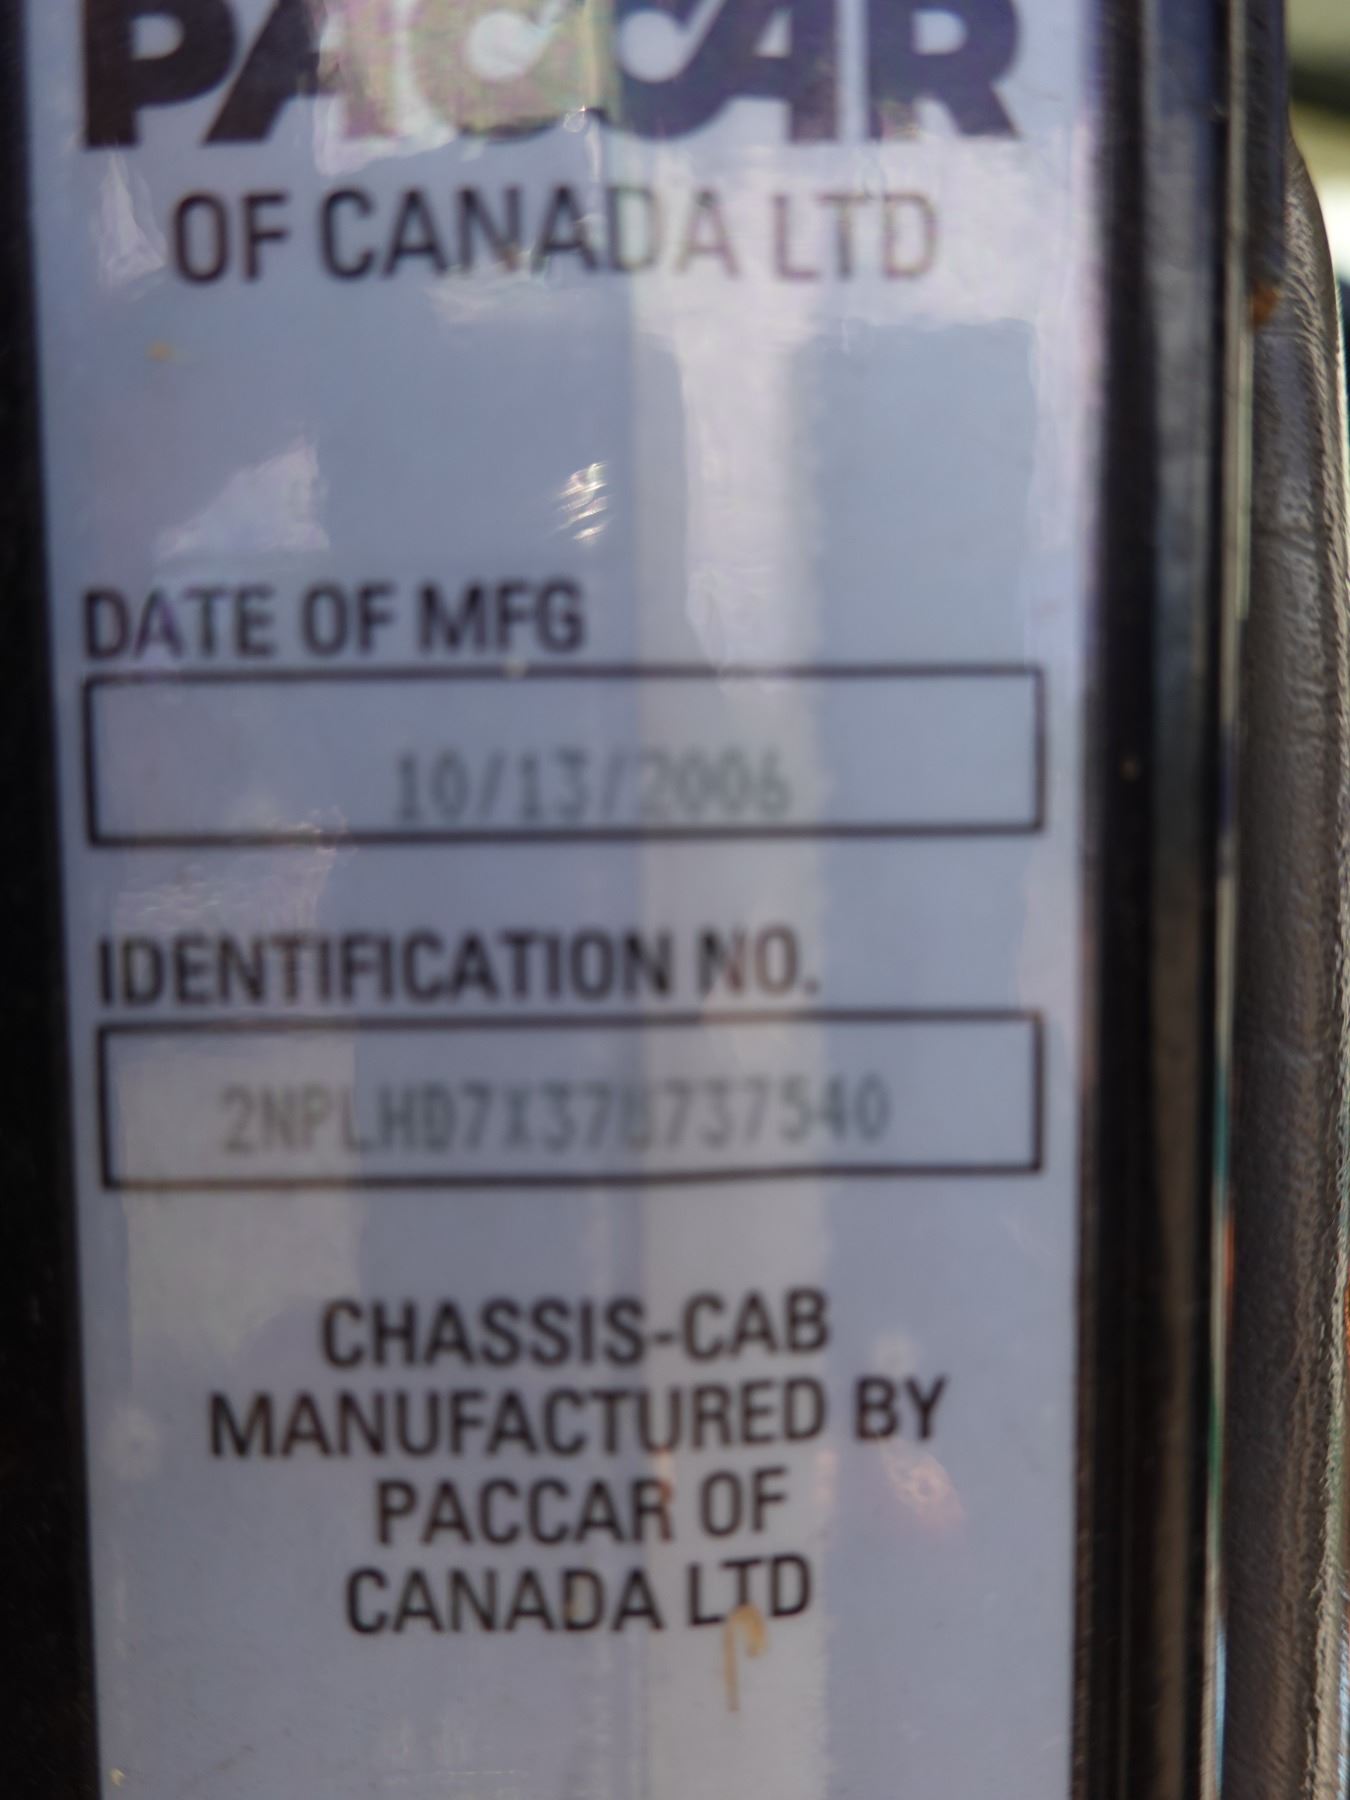 PACCAR
OF CANADA LTD
DATE OF MFG
10/13/2006
IDENTIFICATION NO.
2NPLHD7X37M737540
CHASSIS-CAB
MANUFACTURED BY
PACCAR OF
CANADA LTD